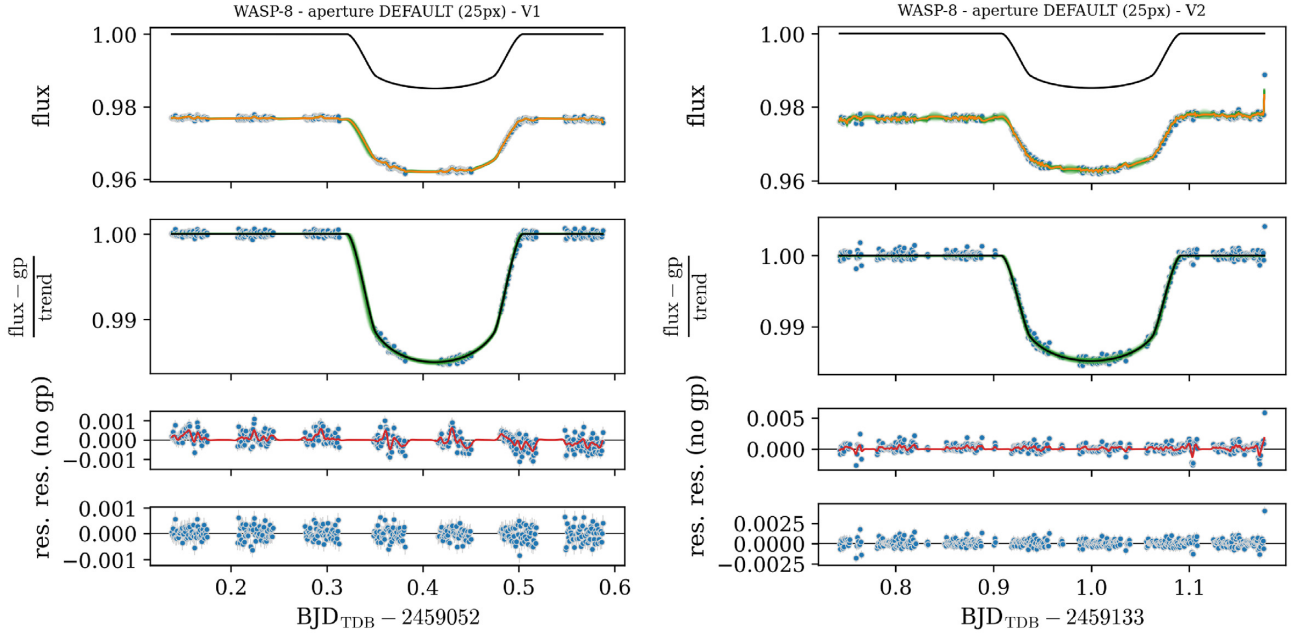 WASP-8 - aperture DEFAULT (25px) - V1
1.00
0.98
0.96
flux
1.00
0.99
flux − gp
trend
0.001
0.000
−0.001
res. (no gp)
0.001
0.000
−0.001
res.
0.2 0.3 0.4 0.5 0.6
BJD_TDB − 2459052
WASP-8 - aperture DEFAULT (25px) - V2
1.00
0.98
0.96
flux
1.00
0.99
flux − gp
trend
0.005
0.000
res. (no gp)
0.0025
0.0000
−0.0025
res.
0.8 0.9 1.0 1.1
BJD_TDB − 2459133